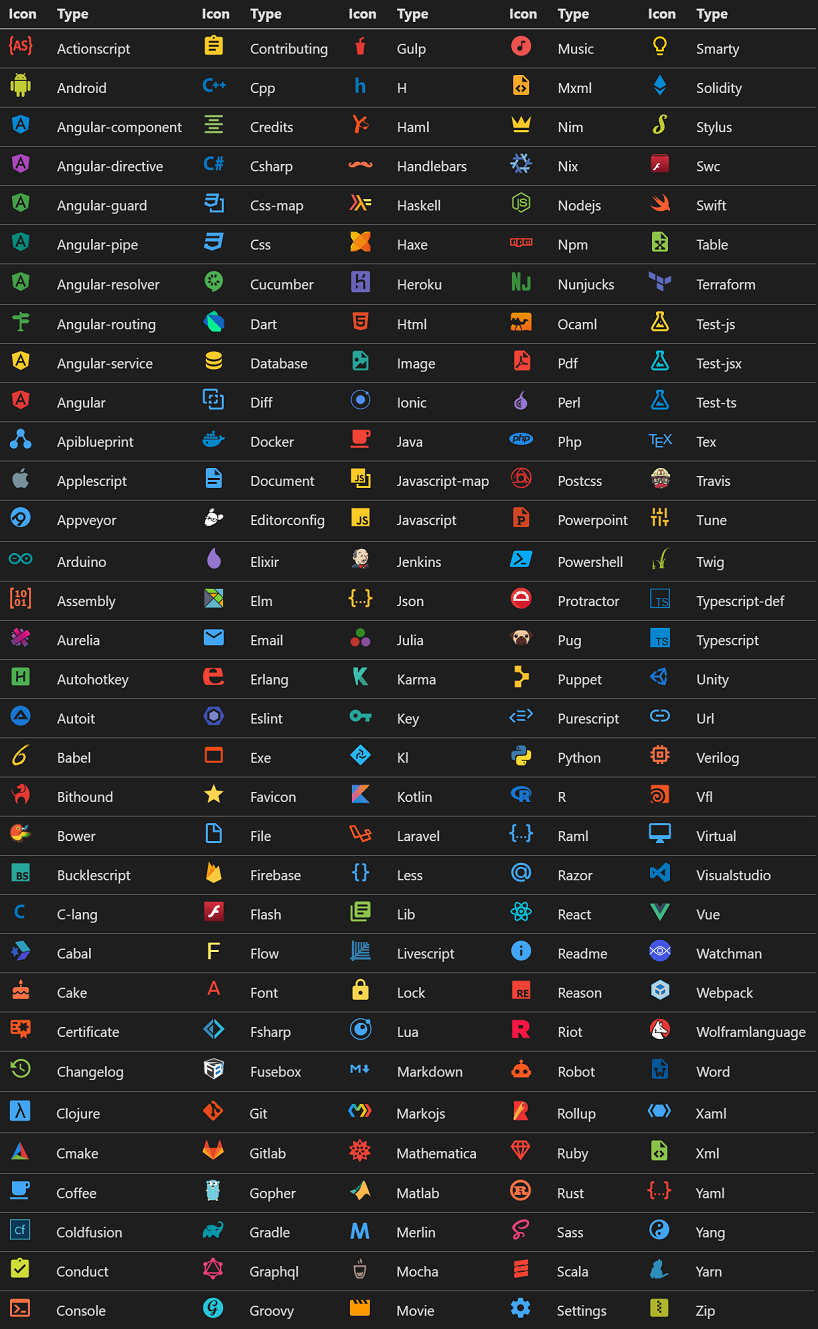 Icon Type Icon Type Icon Type Icon Type Icon Type
{AS} Actionscript Contributing Gulp Music Smarty
Android C++ Cpp h H Mxml Solidity
A Angular-component Credits Haml Nim Stylus
A Angular-directive C# Csharp Handlebars Nix Swc
A Angular-guard Css-map Haskell JS Nodejs Swift
A Angular-pipe Css Haxe npm Npm Table
A Angular-resolver Cucumber Heroku NJ Nunjucks Terraform
Angular-routing Dart 5 Html Ocaml Test-js
A Angular-service Database Image Pdf Test-jsx
A Angular Diff Ionic Perl Test-ts
Apiblueprint Docker Java php Php TEX Tex
Applescript Document JS Javascript-map Postcss Travis
Appveyor Editorconfig JS Javascript P Powerpoint Tune
Arduino Elixir Jenkins Powershell Twig
[10 01] Assembly Elm {...} Json Protractor TS Typescript-def
Aurelia Email Julia Pug TS Typescript
H Autohotkey e Erlang K Karma Puppet Unity
Autoit Eslint Key <=> Purescript Url
6 Babel Exe Kl Python Verilog
Bithound Favicon Kotlin R R Vfl
Bower File Laravel {...} Raml Virtual
BS Bucklescript Firebase {} Less @ Razor Visualstudio
C C-lang Flash Lib React Vue
Cabal F Flow Livescript i Readme Watchman
Cake A Font Lock RE Reason Webpack
Certificate Fsharp Lua R Riot Wolframlanguage
Changelog Fusebox M Markdown Robot W Word
λ Clojure Git Markojs Rollup Xaml
Cmake Gitlab Mathematica Ruby Xml
Coffee Gopher Matlab R Rust {...} Yaml
Cf Coldfusion Gradle M Merlin Sass Yang
Conduct Graphql Mocha Scala Yarn
Console G Groovy Movie Settings Zip